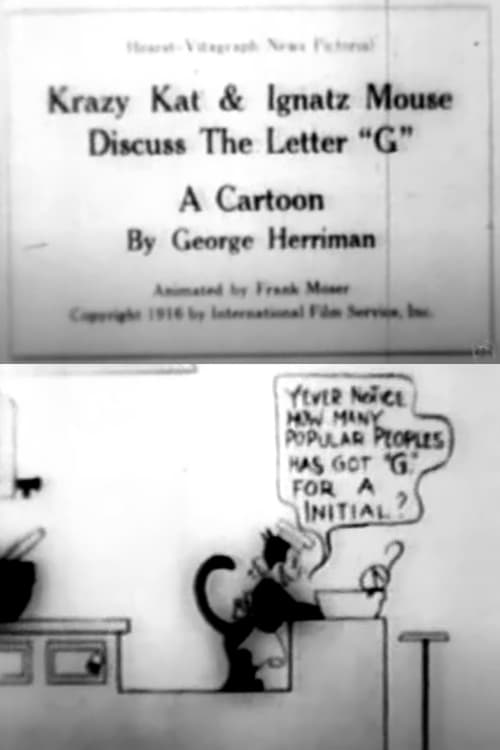 Hearst-Vitagraph News Pictorial
Krazy Kat & Ignatz Mouse
Discuss The Letter “G”
A Cartoon
By George Herriman
Animated by Frank Moser
Copyright 1916 by International Film Service, Inc.
Y'EVER NOTICE
HOW MANY
POPULAR PEOPLES
HAS GOT "G."
FOR A
INITIAL?